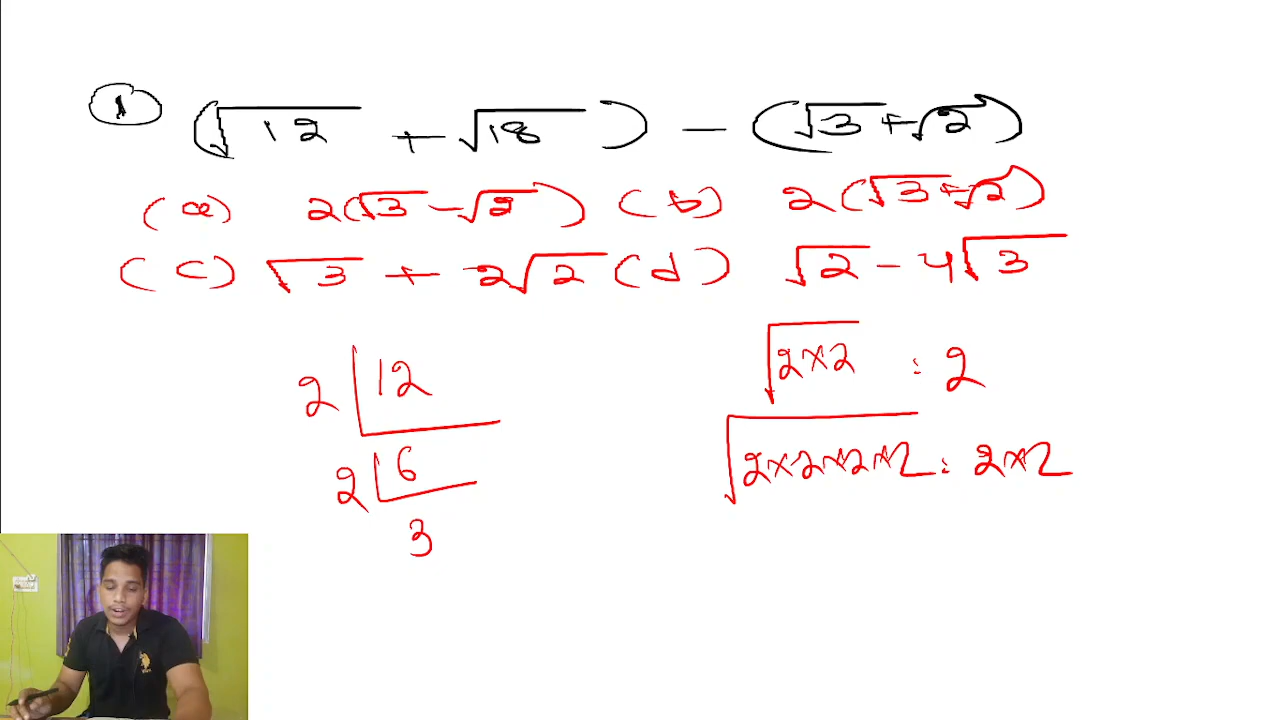 1 (√12 + √18) - (√3+√2)
(a) 2(√3-√2) (b) 2(√3+√2)
(c) √3 + 2√2 (d) √2-4√3
2 | 12
2 | 6
3
√2×2 : 2
√2×2×2×2 : 2×2